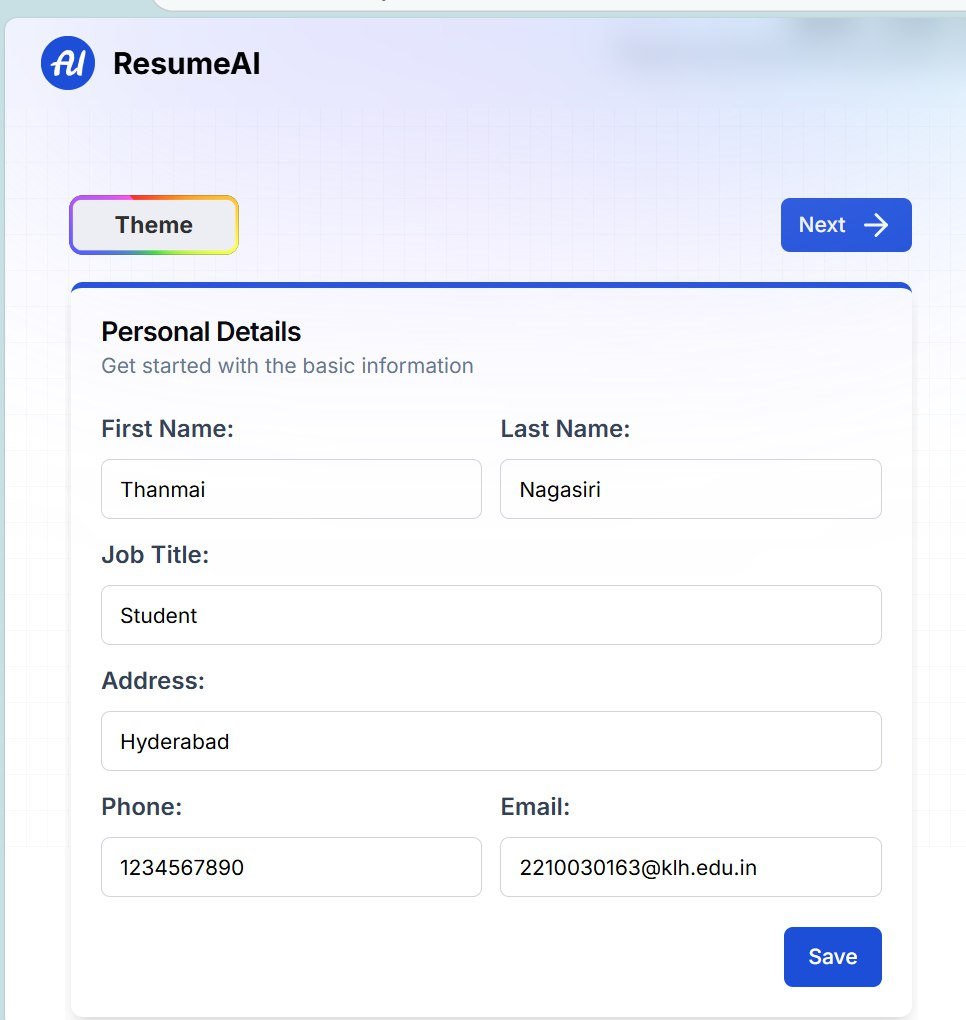 AI ResumeAI
Theme
Next
Personal Details
Get started with the basic information
First Name: Last Name:
Thanmai Nagasiri
Job Title:
Student
Address:
Hyderabad
Phone: Email:
1234567890 2210030163@klh.edu.in
Save